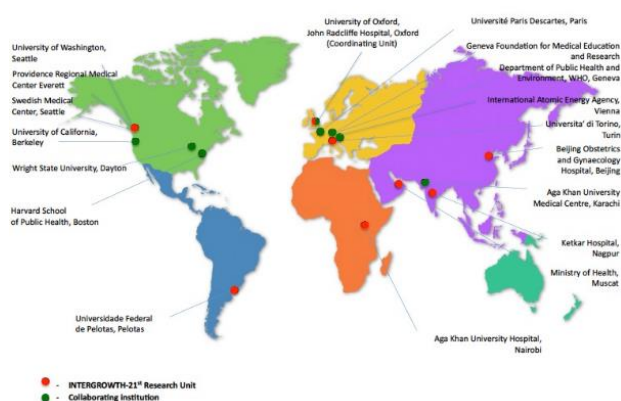 University of Oxford,
John Radcliffe Hospital, Oxford
(Coordinating Unit)
Université Paris Descartes, Paris
Geneva Foundation for Medical Education
and Research
Department of Public Health and
Environment, WHO, Geneva
International Atomic Energy Agency,
Vienna
Universita' di Torino,
Turin
Beijing Obstetrics
and Gynaecology
Hospital, Beijing
Aga Khan University
Medical Centre, Karachi
Ketkar Hospital,
Nagpur
Ministry of Health,
Muscat
Aga Khan University Hospital,
Nairobi
University of Washington,
Seattle
Providence Regional Medical
Center Everett
Swedish Medical
Center, Seattle
University of California,
Berkeley
Wright State University, Dayton
Harvard School
of Public Health, Boston
Universidade Federal
de Pelotas, Pelotas
- INTERGROWTH-21st Research Unit
- Collaborating institution